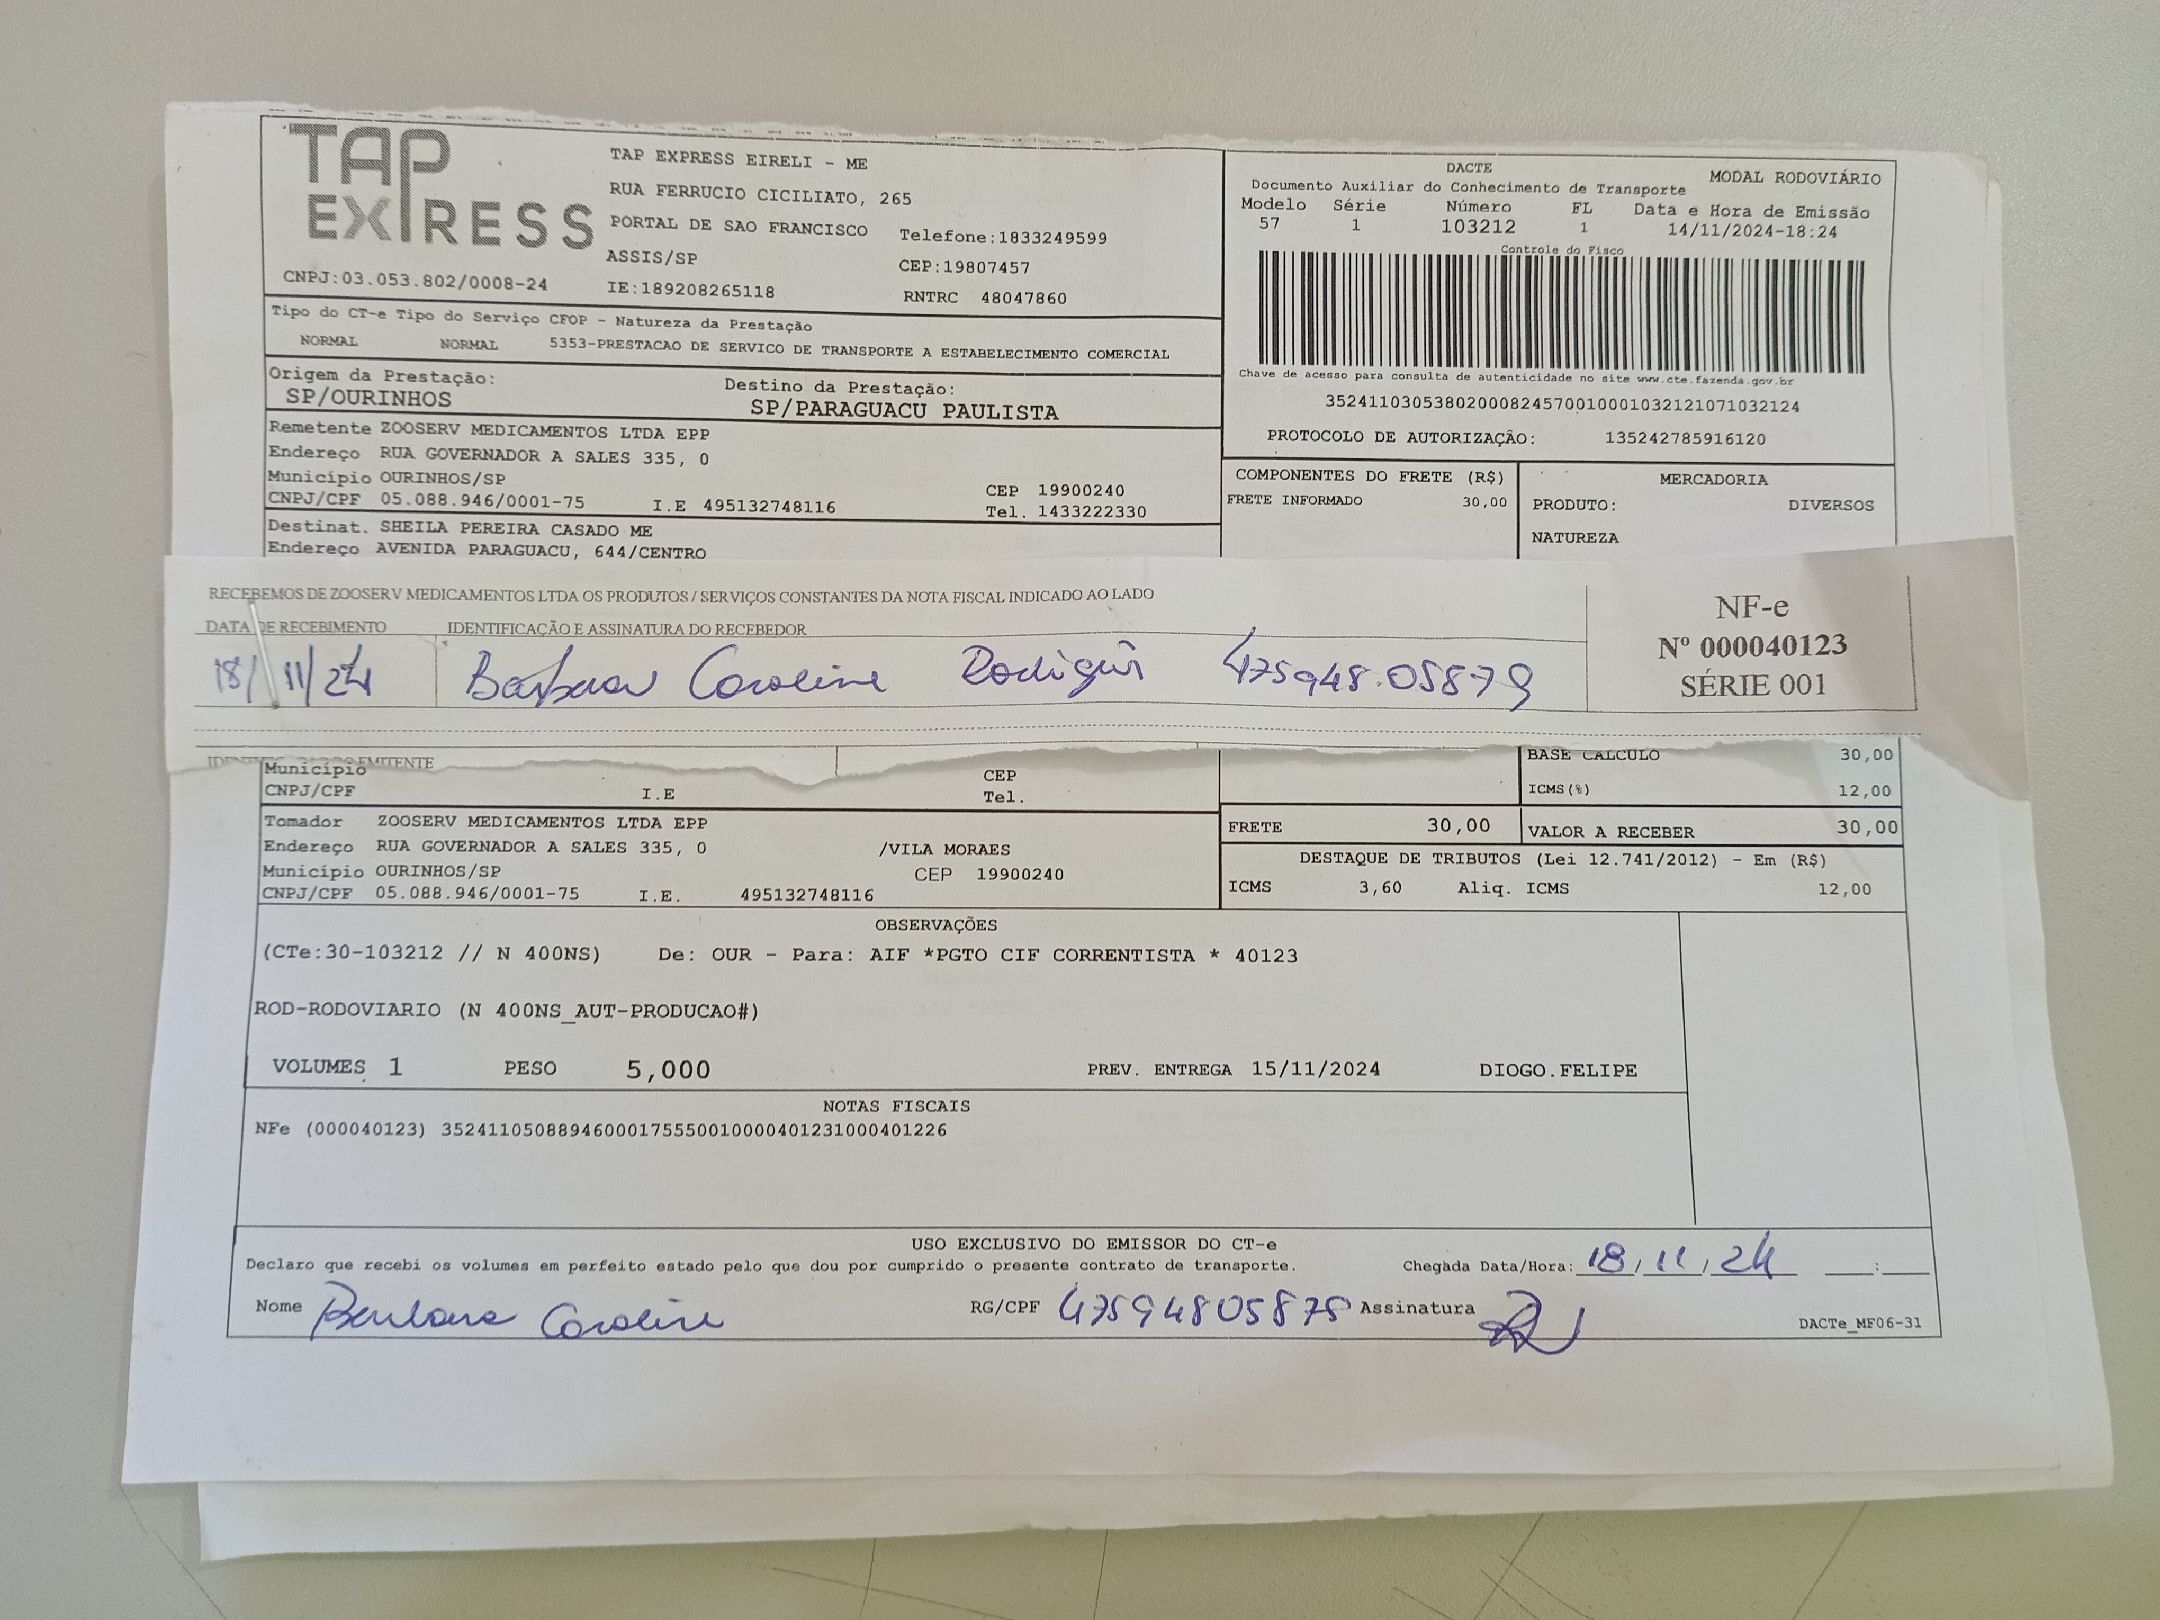 TAP EXPRESS
TAP EXPRESS EIRELI - ME
RUA FERRUCIO CICILIATO, 265
PORTAL DE SAO FRANCISCO Telefone:1833249599
ASSIS/SP CEP:19807457
CNPJ:03.053.802/0008-24 IE:189208265118 RNTRC 48047860
DACTE MODAL RODOVIÁRIO
Documento Auxiliar do Conhecimento de Transporte
Modelo Série Número FL Data e Hora de Emissão
57 1 103212 1 14/11/2024-18:24
Controle do Fisco
Chave de acesso para consulta de autenticidade no site www.cte.fazenda.gov.br
35241103053802000824570010001032121071032124
PROTOCOLO DE AUTORIZAÇÃO: 135242785916120
Tipo do CT-e Tipo do Serviço CFOP - Natureza da Prestação
NORMAL NORMAL 5353-PRESTACAO DE SERVICO DE TRANSPORTE A ESTABELECIMENTO COMERCIAL
Origem da Prestação: Destino da Prestação:
SP/OURINHOS SP/PARAGUACU PAULISTA
Remetente ZOOSERV MEDICAMENTOS LTDA EPP
Endereço RUA GOVERNADOR A SALES 335, 0
Município OURINHOS/SP CEP 19900240
CNPJ/CPF 05.088.946/0001-75 I.E 495132748116 Tel. 1433222330
Destinat. SHEILA PEREIRA CASADO ME
Endereço AVENIDA PARAGUACU, 644/CENTRO
COMPONENTES DO FRETE (R$) MERCADORIA
FRETE INFORMADO 30,00 PRODUTO: DIVERSOS
NATUREZA
RECEBEMOS DE ZOOSERV MEDICAMENTOS LTDA OS PRODUTOS / SERVIÇOS CONSTANTES DA NOTA FISCAL INDICADO AO LADO
DATA DE RECEBIMENTO IDENTIFICAÇÃO E ASSINATURA DO RECEBEDOR
18/11/24 Barbara Caroline Rodigus 475948.05879
NF-e
Nº 000040123
SÉRIE 001
EMITENTE
Município CEP
CNPJ/CPF I.E Tel.
BASE CALCULO 30,00
ICMS(%) 12,00
FRETE 30,00 VALOR A RECEBER 30,00
DESTAQUE DE TRIBUTOS (Lei 12.741/2012) - Em (R$)
ICMS 3,60 Aliq. ICMS 12,00
Tomador ZOOSERV MEDICAMENTOS LTDA EPP
Endereço RUA GOVERNADOR A SALES 335, 0 /VILA MORAES
Município OURINHOS/SP CEP 19900240
CNPJ/CPF 05.088.946/0001-75 I.E. 495132748116
OBSERVAÇÕES
(CTe:30-103212 // N 400NS) De: OUR - Para: AIF *PGTO CIF CORRENTISTA * 40123
ROD-RODOVIARIO (N 400NS_AUT-PRODUCAO#)
VOLUMES 1 PESO 5,000 PREV. ENTREGA 15/11/2024 DIOGO.FELIPE
NOTAS FISCAIS
NFe (000040123) 35241105088946000175550010000401231000401226
USO EXCLUSIVO DO EMISSOR DO CT-e
Declaro que recebi os volumes em perfeito estado pelo que dou por cumprido o presente contrato de transporte. Chegada Data/Hora: 18/11/24 __:__
Nome Barbara Caroline RG/CPF 47594805879 Assinatura
DACTe_MF06-31